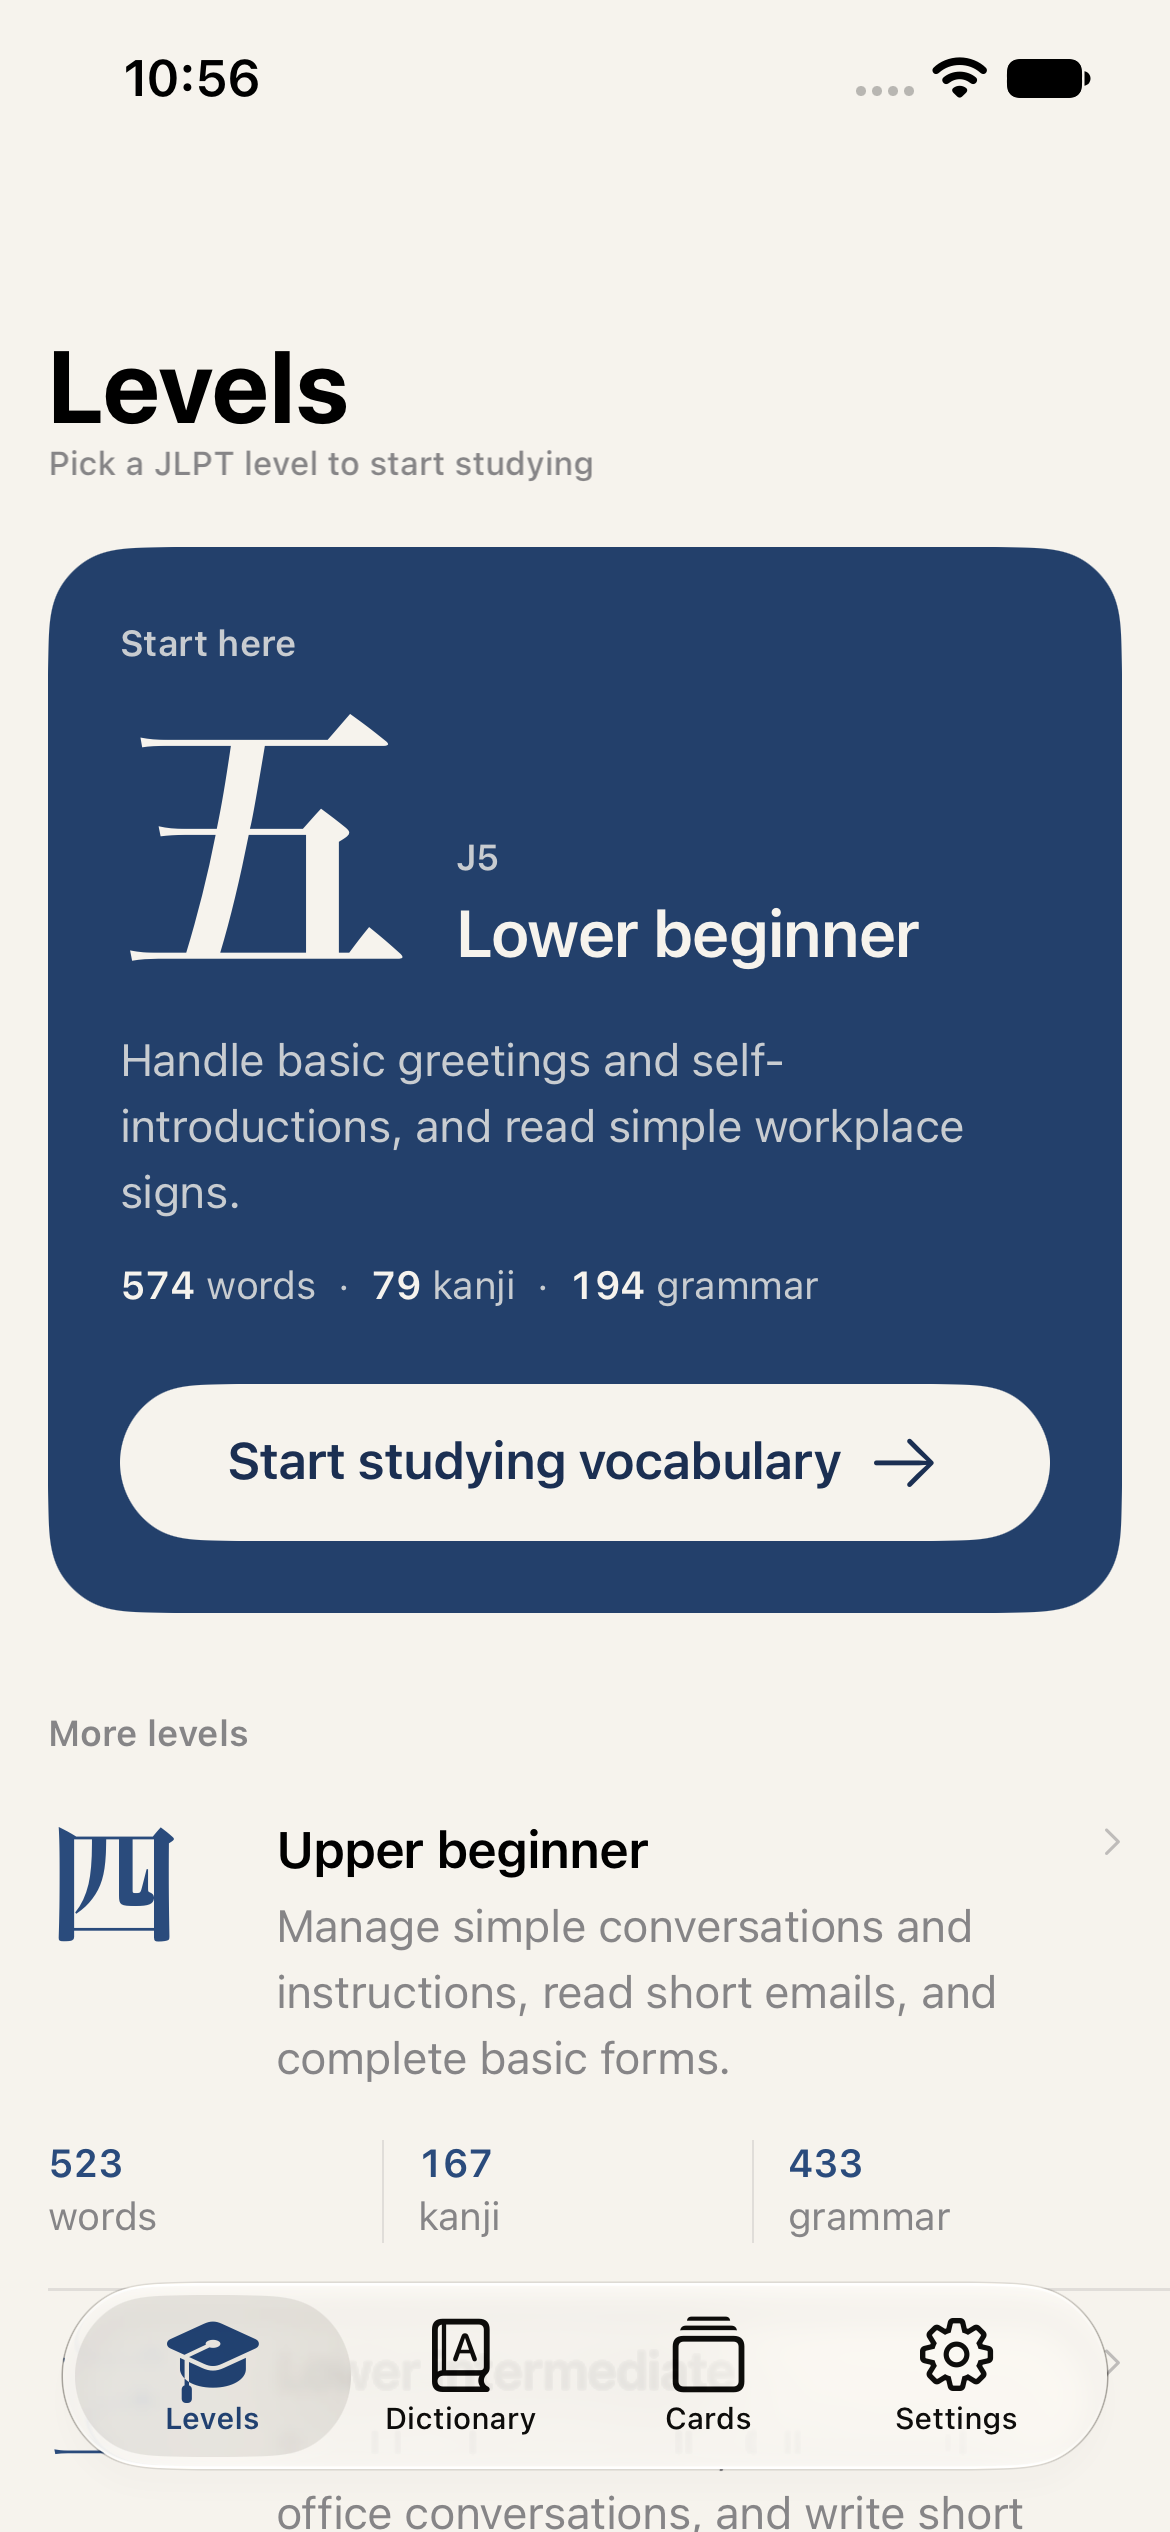 10:56
Levels
Pick a JLPT level to start studying
Start here
五
J5
Lower beginner
Handle basic greetings and self-
introductions, and read simple workplace
signs.
574 words · 79 kanji · 194 grammar
Start studying vocabulary
More levels
四
Upper beginner
Manage simple conversations and
instructions, read short emails, and
complete basic forms.
523
words
167
kanji
433
grammar
A
Levels
Dictionary
Cards
Settings
office conversations, and write short